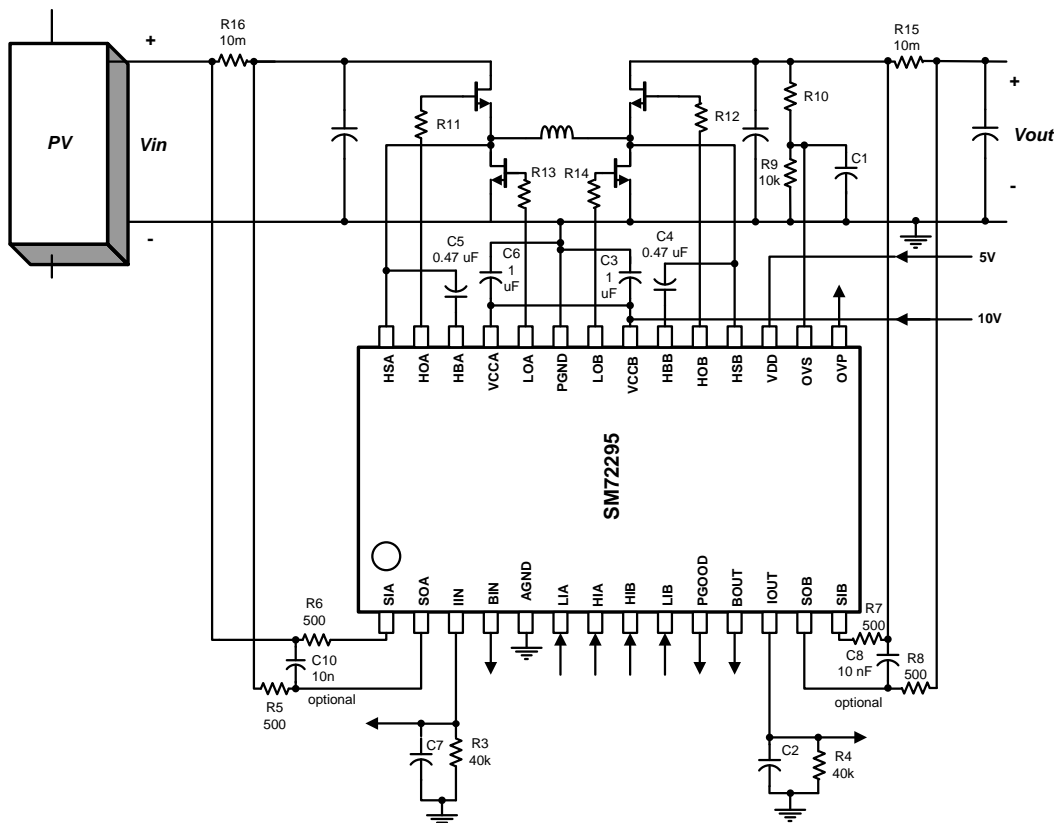 R16
10m
R15
10m
+
+
R10
R11
R12
PV
Vin
Vout
R13
R14
R9
10k
C1
-
-
C5
0.47 uF
C6
1
uF
C3
1
uF
C4
0.47 uF
5V
10V
HSA
HOA
HBA
VCCA
LOA
PGND
LOB
VCCB
HBB
HOB
HSB
VDD
OVS
OVP
SM72295
SIA
SOA
IIN
BIN
AGND
LIA
HIA
HIB
LIB
PGOOD
BOUT
IOUT
SOB
SIB
R6
500
R7
500
C10
10n
C8
10 nF
R8
500
R5
500
optional
optional
C7
R3
40k
C2
R4
40k